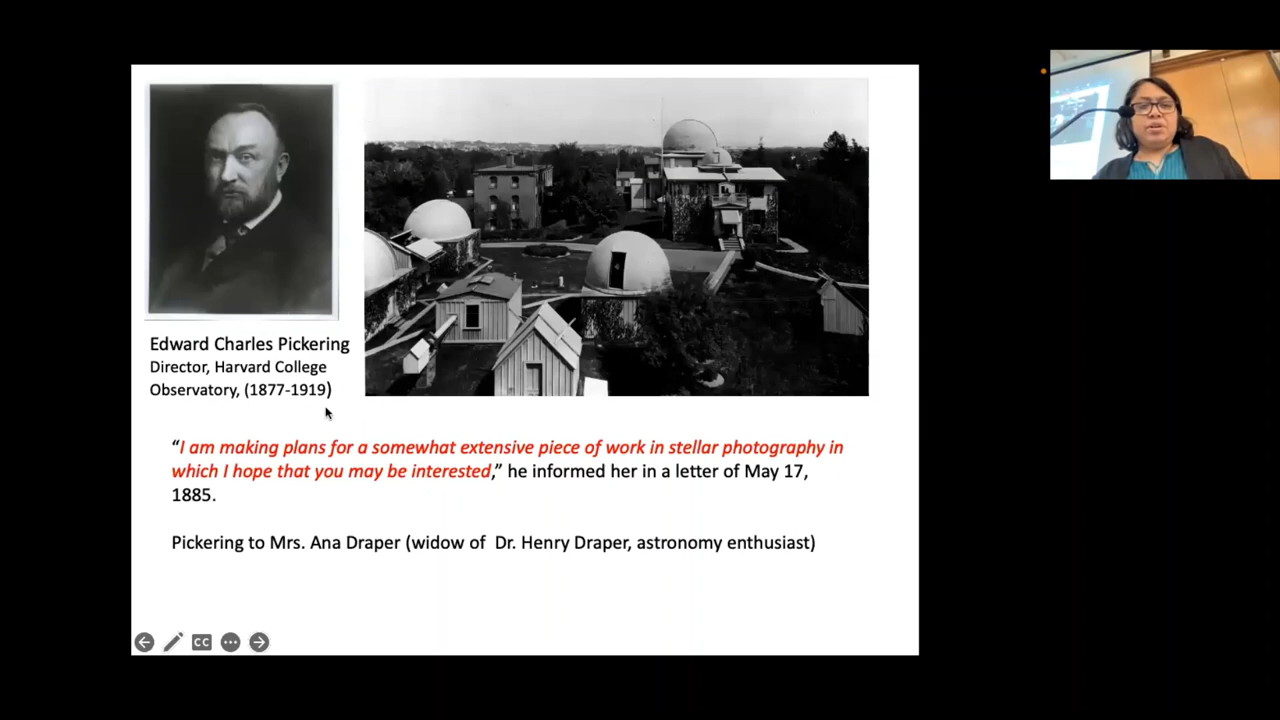 Edward Charles Pickering
Director, Harvard College
Observatory, (1877-1919)
“I am making plans for a somewhat extensive piece of work in stellar photography in
which I hope that you may be interested,” he informed her in a letter of May 17,
1885.
Pickering to Mrs. Ana Draper (widow of Dr. Henry Draper, astronomy enthusiast)
CC